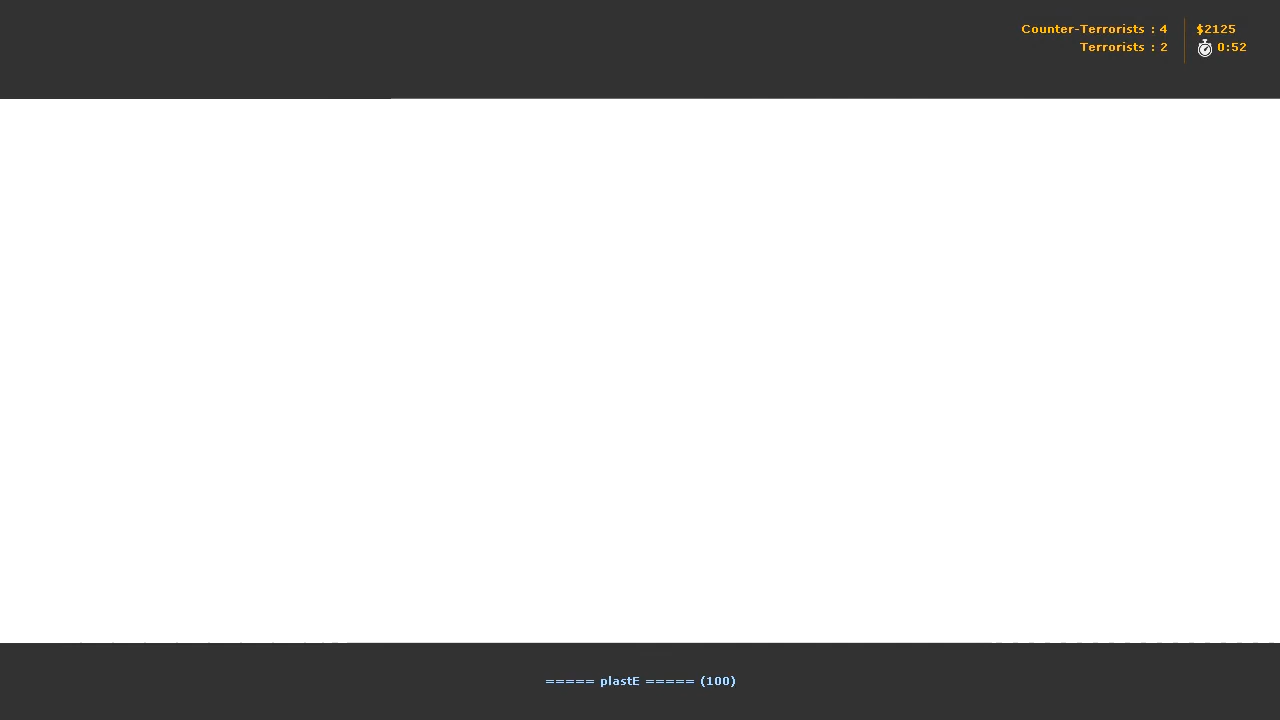 Counter-Terrorists : 4
Terrorists : 2
$2125
0:52
===== plastE ===== (100)